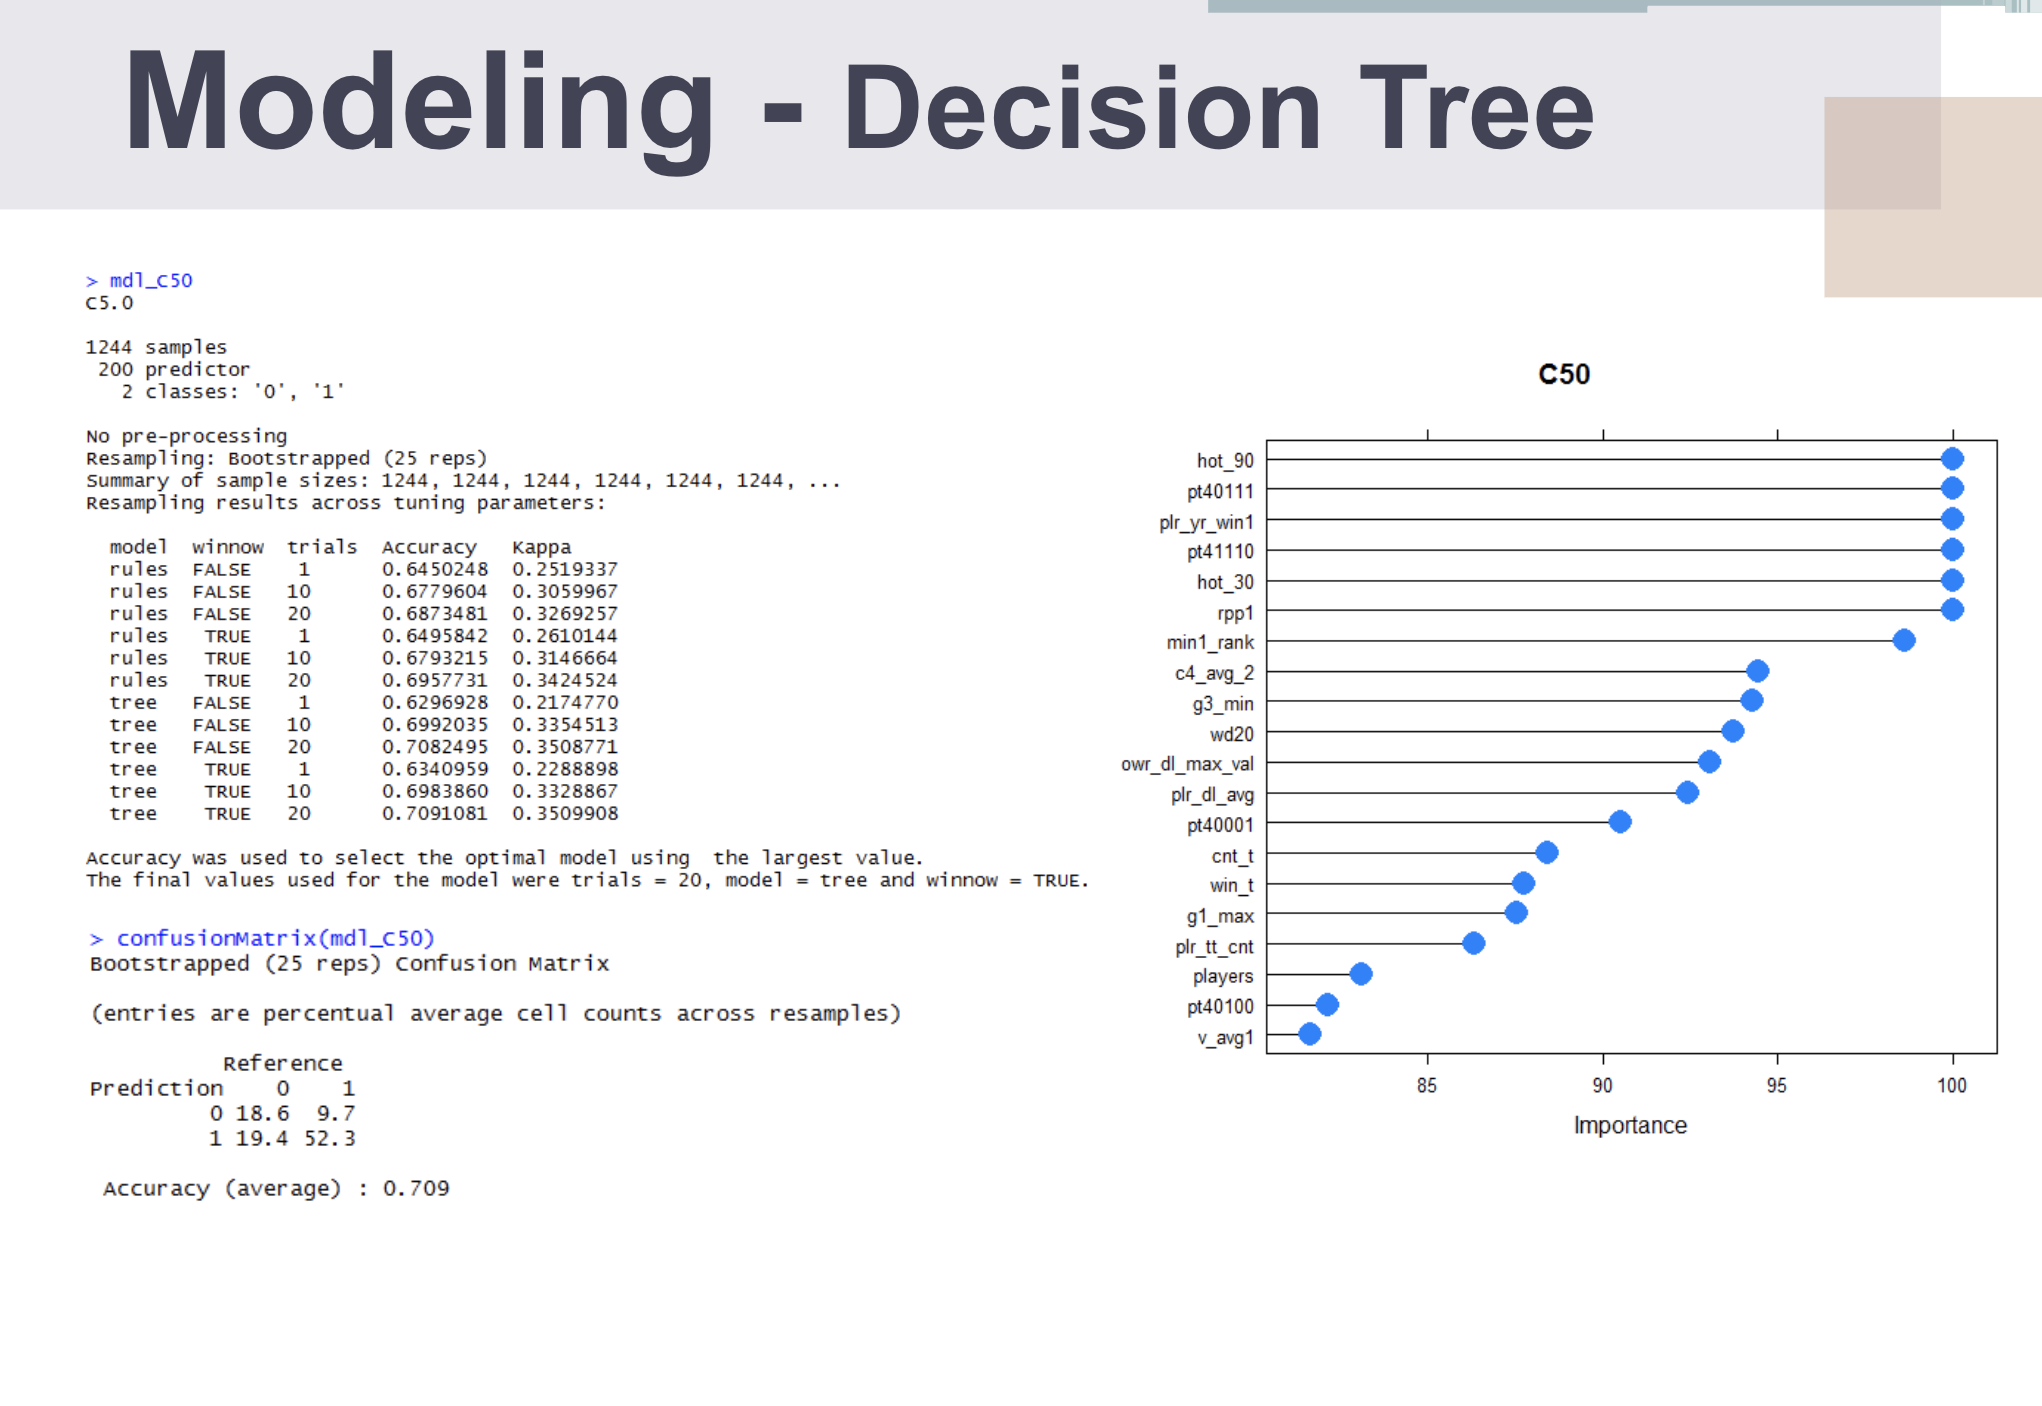 Modeling - Decision Tree
> mdl_C50
C5.0
1244 samples
200 predictor
2 classes: '0', '1'
No pre-processing
Resampling: Bootstrapped (25 reps)
Summary of sample sizes: 1244, 1244, 1244, 1244, 1244, 1244, ...
Resampling results across tuning parameters:
model winnow trials Accuracy Kappa
rules FALSE 1 0.6450248 0.2519337
rules FALSE 10 0.6779604 0.3059967
rules FALSE 20 0.6873481 0.3269257
rules TRUE 1 0.6495842 0.2610144
rules TRUE 10 0.6793215 0.3146664
rules TRUE 20 0.6957731 0.3424524
tree FALSE 1 0.6296928 0.2174770
tree FALSE 10 0.6992035 0.3354513
tree FALSE 20 0.7082495 0.3508771
tree TRUE 1 0.6340959 0.2288898
tree TRUE 10 0.6983860 0.3328867
tree TRUE 20 0.7091081 0.3509908
Accuracy was used to select the optimal model using the largest value.
The final values used for the model were trials = 20, model = tree and winnow = TRUE.
> confusionMatrix(mdl_C50)
Bootstrapped (25 reps) Confusion Matrix
(entries are percentual average cell counts across resamples)
Reference
Prediction 0 1
0 18.6 9.7
1 19.4 52.3
Accuracy (average) : 0.709
C50
hot_90
pt40111
plr_yr_win1
pt41110
hot_30
rpp1
min1_rank
c4_avg_2
g3_min
wd20
owr_dl_max_val
plr_dl_avg
pt40001
cnt_t
win_t
g1_max
plr_tt_cnt
players
pt40100
v_avg1
85 90 95 100
Importance